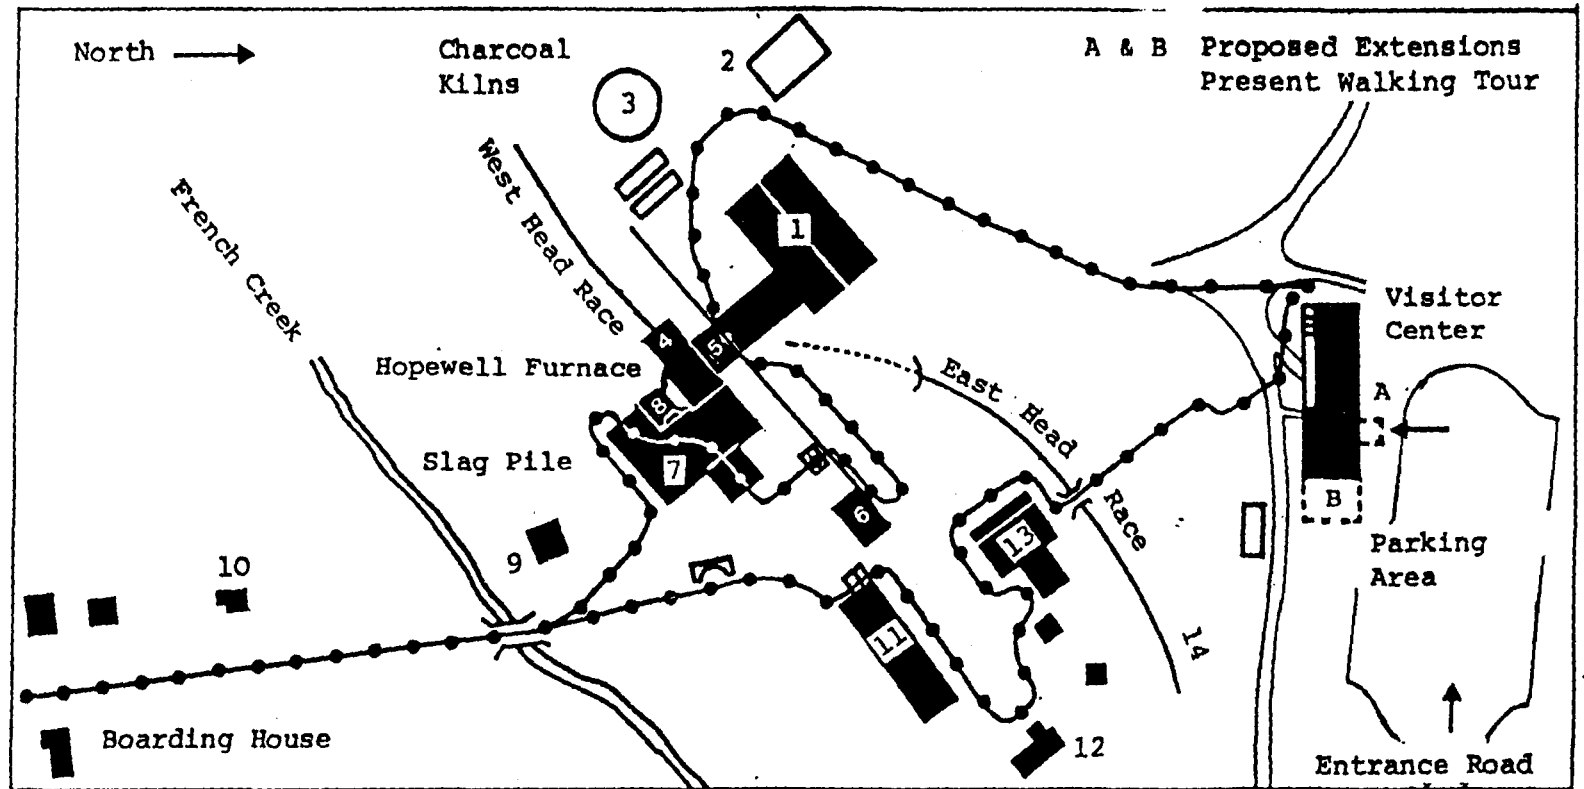 North
Charcoal
Kilns
A & B Proposed Extensions
Present Walking Tour
2
3
West Head Race
French Creek
1
Visitor
Center
4
5
Hopewell Furnace
East Head
Race
A
8
Slag Pile
7
6
B
13
Parking
Area
9
10
11
14
Boarding House
12
Entrance Road